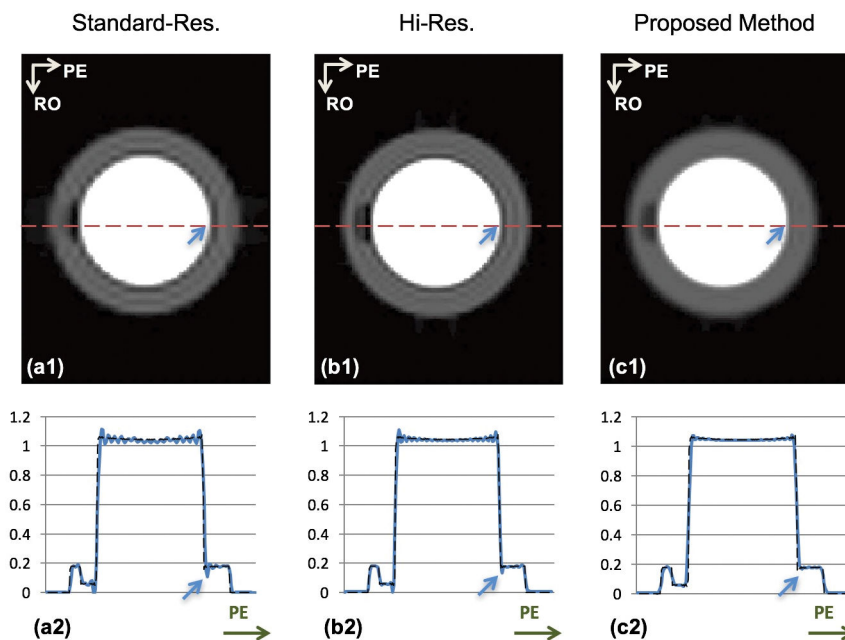 Standard-Res. Hi-Res. Proposed Method
PE PE PE
RO RO RO
(a1) (b1) (c1)
1.2 1.2 1.2
1 1 1
0.8 0.8 0.8
0.6 0.6 0.6
0.4 0.4 0.4
0.2 0.2 0.2
0 0 0
PE PE PE
(a2) (b2) (c2)